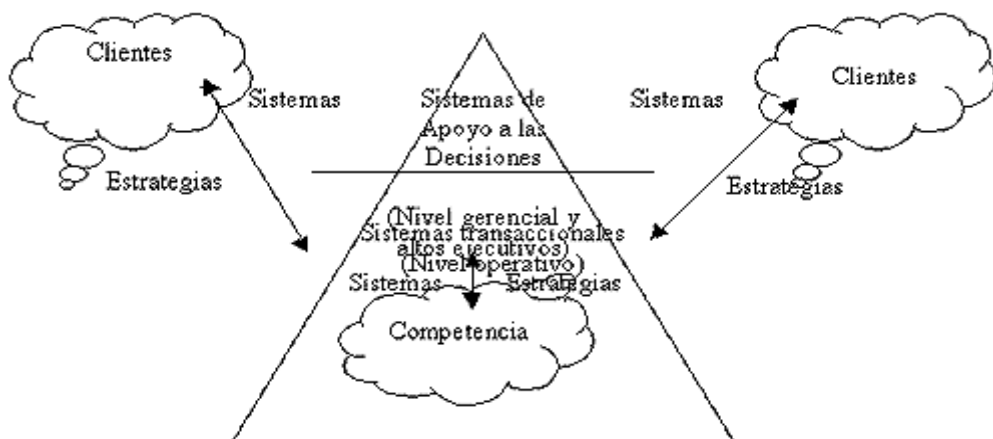 Clientes
Clientes
Sistemas
Sistemas de
Sistemas
Apoyo a las
Decisiones
Estrategias
Estrategias
(Nivel gerencial y
Sistemas transaccionales
altos ejecutivos)
(Nivel operativo)
Sistemas
Estrategias
Competencia